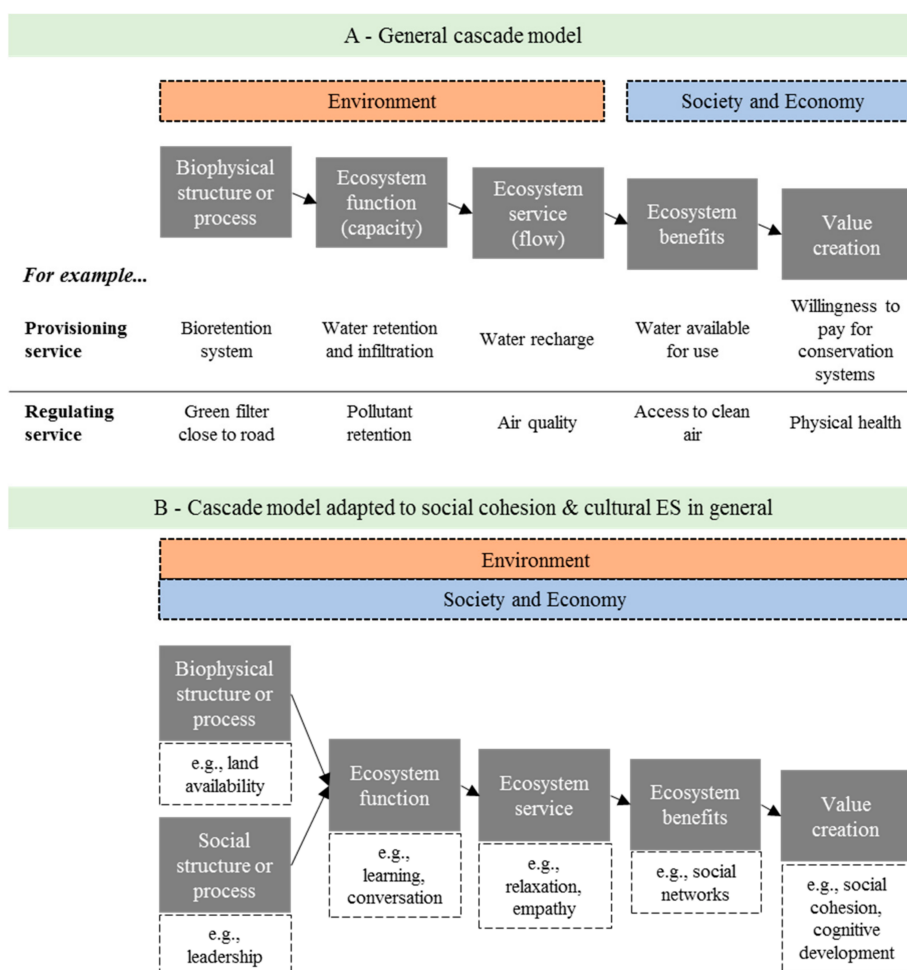 A - General cascade model
Environment
Society and Economy
Biophysical
structure or
process
Ecosystem
function
(capacity)
Ecosystem
service
(flow)
Ecosystem
benefits
Value
creation
For example...
Provisioning
service
Bioretention
system
Water retention
and infiltration
Water recharge
Water available
for use
Willingness to
pay for
conservation
systems
Regulating
service
Green filter
close to road
Pollutant
retention
Air quality
Access to clean
air
Physical health
B - Cascade model adapted to social cohesion & cultural ES in general
Environment
Society and Economy
Biophysical
structure or
process
e.g., land
availability
Social
structure or
process
e.g.,
leadership
Ecosystem
function
e.g.,
learning,
conversation
Ecosystem
service
e.g.,
relaxation,
empathy
Ecosystem
benefits
e.g., social
networks
Value
creation
e.g., social
cohesion,
cognitive
development